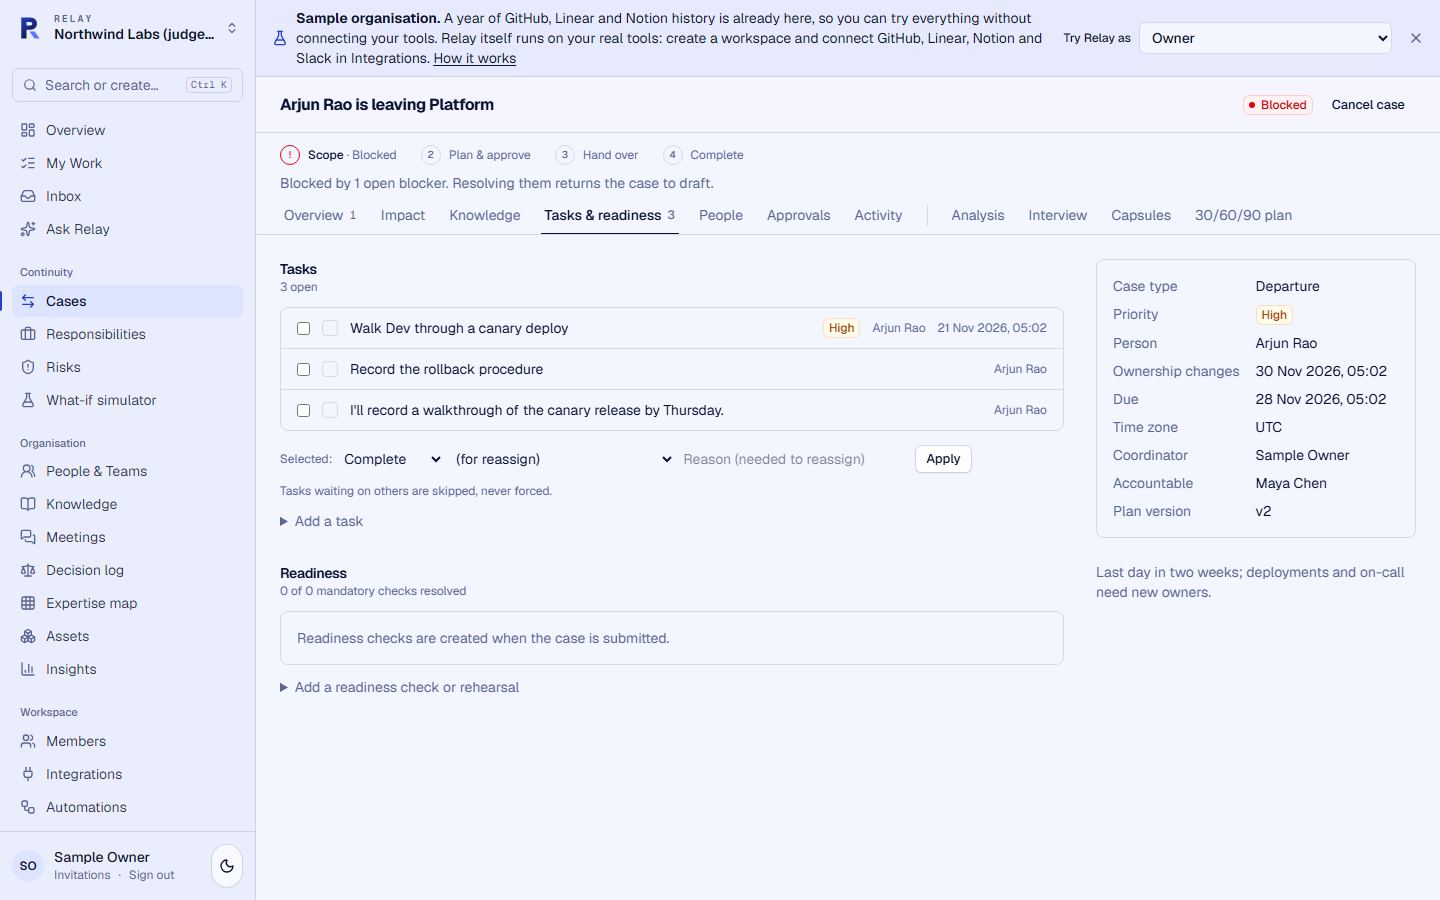 RELAY
Northwind Labs (judge...
Search or create...
Ctrl K
Overview
My Work
Inbox
Ask Relay
Continuity
Cases
Responsibilities
Risks
What-if simulator
Organisation
People & Teams
Knowledge
Meetings
Decision log
Expertise map
Assets
Insights
Workspace
Members
Integrations
Automations
SO
Sample Owner
Invitations · Sign out
Sample organisation. A year of GitHub, Linear and Notion history is already here, so you can try everything without
connecting your tools. Relay itself runs on your real tools: create a workspace and connect GitHub, Linear, Notion and
Slack in Integrations. How it works
Try Relay as
Owner
Arjun Rao is leaving Platform
Blocked
Cancel case
! Scope · Blocked
2 Plan & approve
3 Hand over
4 Complete
Blocked by 1 open blocker. Resolving them returns the case to draft.
Overview 1
Impact
Knowledge
Tasks & readiness 3
People
Approvals
Activity
Analysis
Interview
Capsules
30/60/90 plan
Tasks
3 open
Walk Dev through a canary deploy
High
Arjun Rao
21 Nov 2026, 05:02
Record the rollback procedure
Arjun Rao
I'll record a walkthrough of the canary release by Thursday.
Arjun Rao
Selected:
Complete
(for reassign)
Reason (needed to reassign)
Apply
Tasks waiting on others are skipped, never forced.
Add a task
Readiness
0 of 0 mandatory checks resolved
Readiness checks are created when the case is submitted.
Add a readiness check or rehearsal
Case type Departure
Priority High
Person Arjun Rao
Ownership changes 30 Nov 2026, 05:02
Due 28 Nov 2026, 05:02
Time zone UTC
Coordinator Sample Owner
Accountable Maya Chen
Plan version v2
Last day in two weeks; deployments and on-call
need new owners.